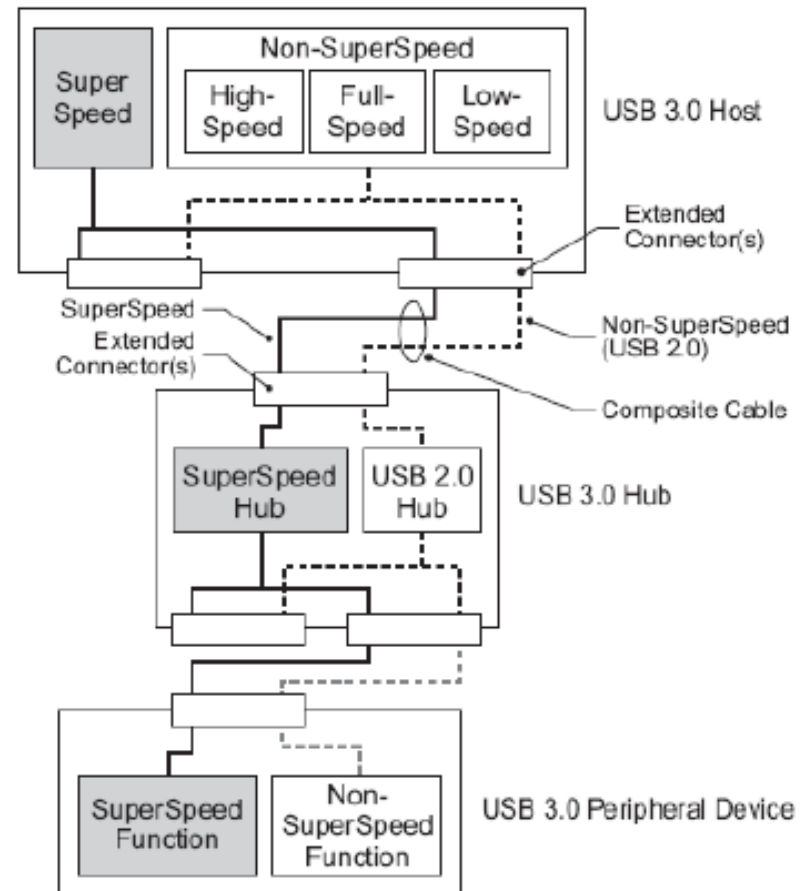 Super
Speed
Non-SuperSpeed
High-
Speed
Full-
Speed
Low-
Speed
USB 3.0 Host
Extended
Connector(s)
SuperSpeed
Extended
Connector(s)
Non-SuperSpeed
(USB 2.0)
Composite Cable
SuperSpeed
Hub
USB 2.0
Hub
USB 3.0 Hub
SuperSpeed
Function
Non-
SuperSpeed
Function
USB 3.0 Peripheral Device